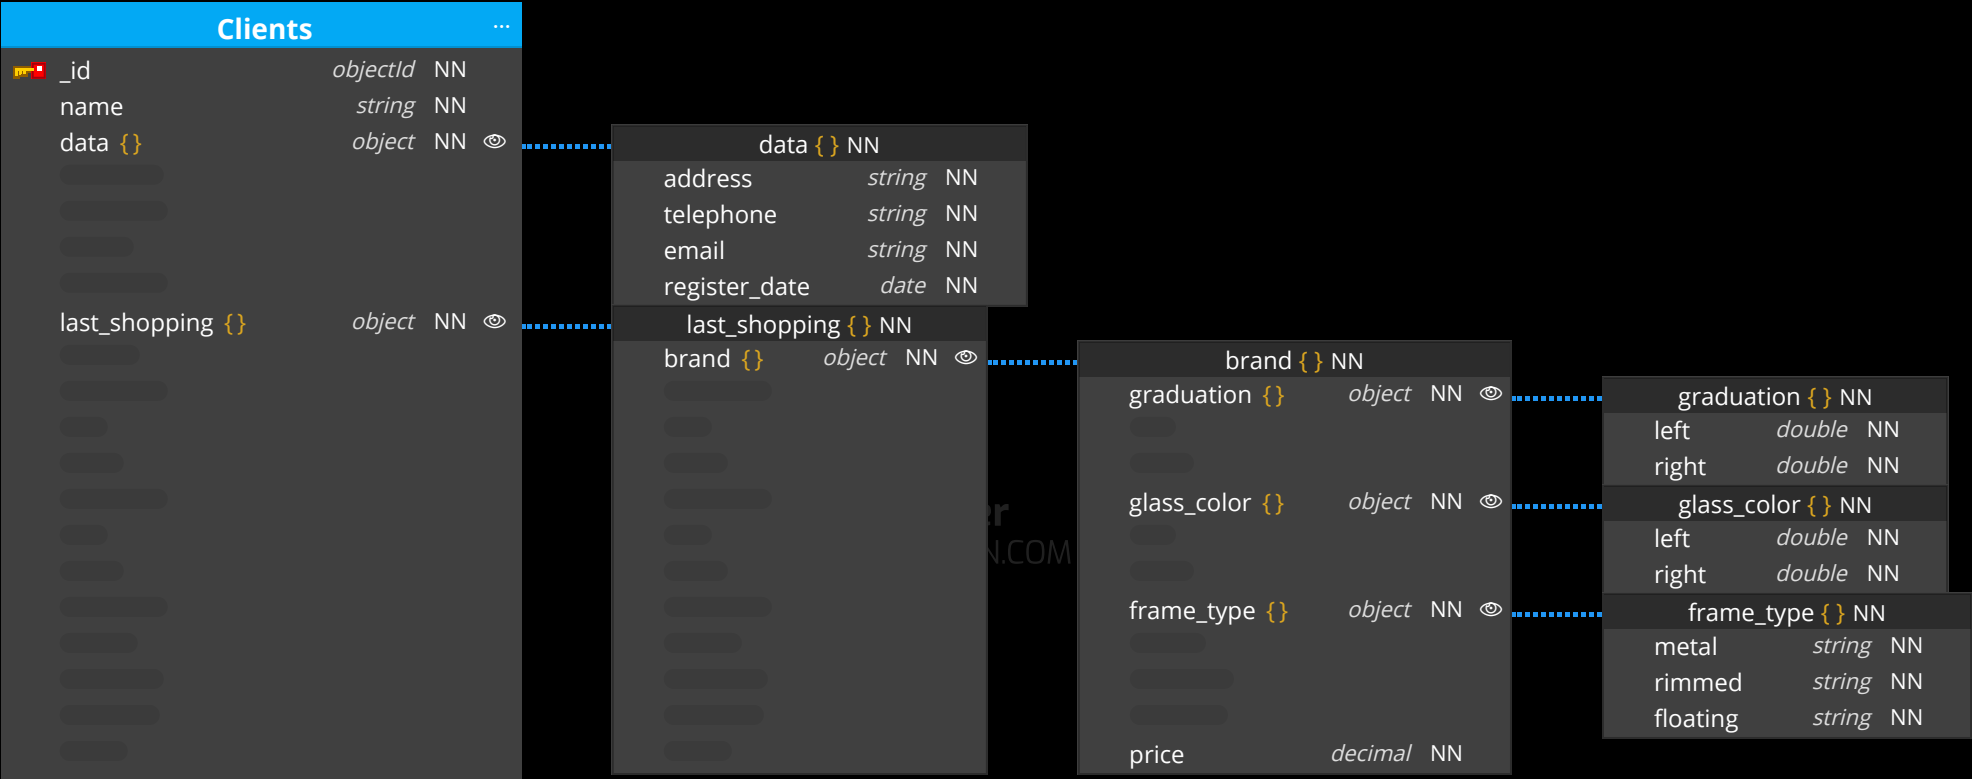 Clients ...
_id objectId NN
name string NN
data {} object NN
last_shopping {} object NN
data { } NN
address string NN
telephone string NN
email string NN
register_date date NN
last_shopping { } NN
brand {} object NN
brand { } NN
graduation {} object NN
glass_color {} object NN
frame_type {} object NN
price decimal NN
graduation { } NN
left double NN
right double NN
glass_color { } NN
left double NN
right double NN
frame_type { } NN
metal string NN
rimmed string NN
floating string NN
er
N.COM